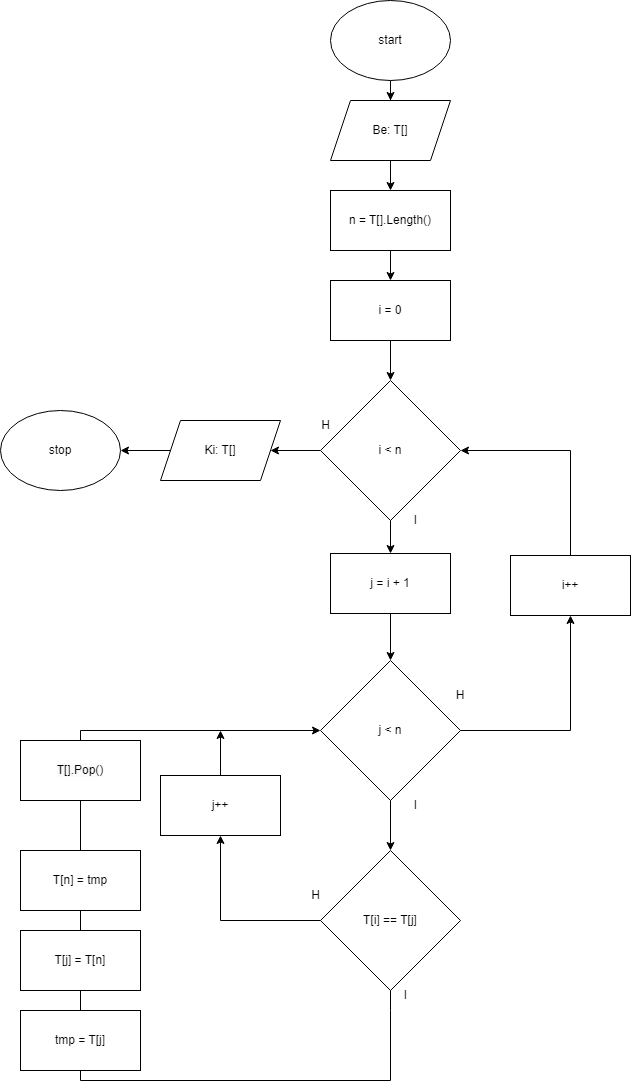 start
Be: T[]
n = T[].Length()
i = 0
H
stop
Ki: T[]
i < n
I
j = i + 1
i++
H
j < n
T[].Pop()
j++
I
T[n] = tmp
H
T[i] == T[j]
T[j] = T[n]
I
tmp = T[j]